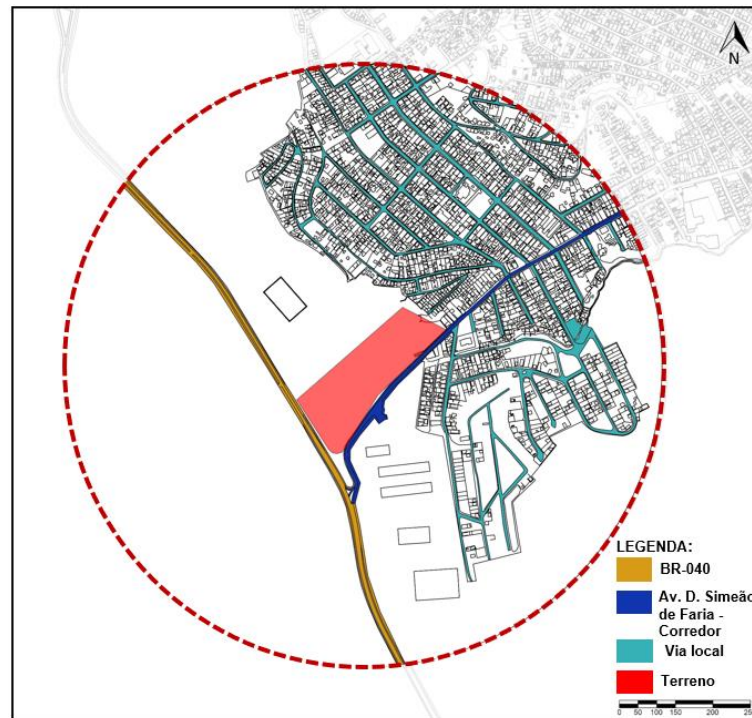 N
LEGENDA:
BR-040
Av. D. Simeão
de Faria -
Corredor
Via local
Terreno
0 50 100 150 200